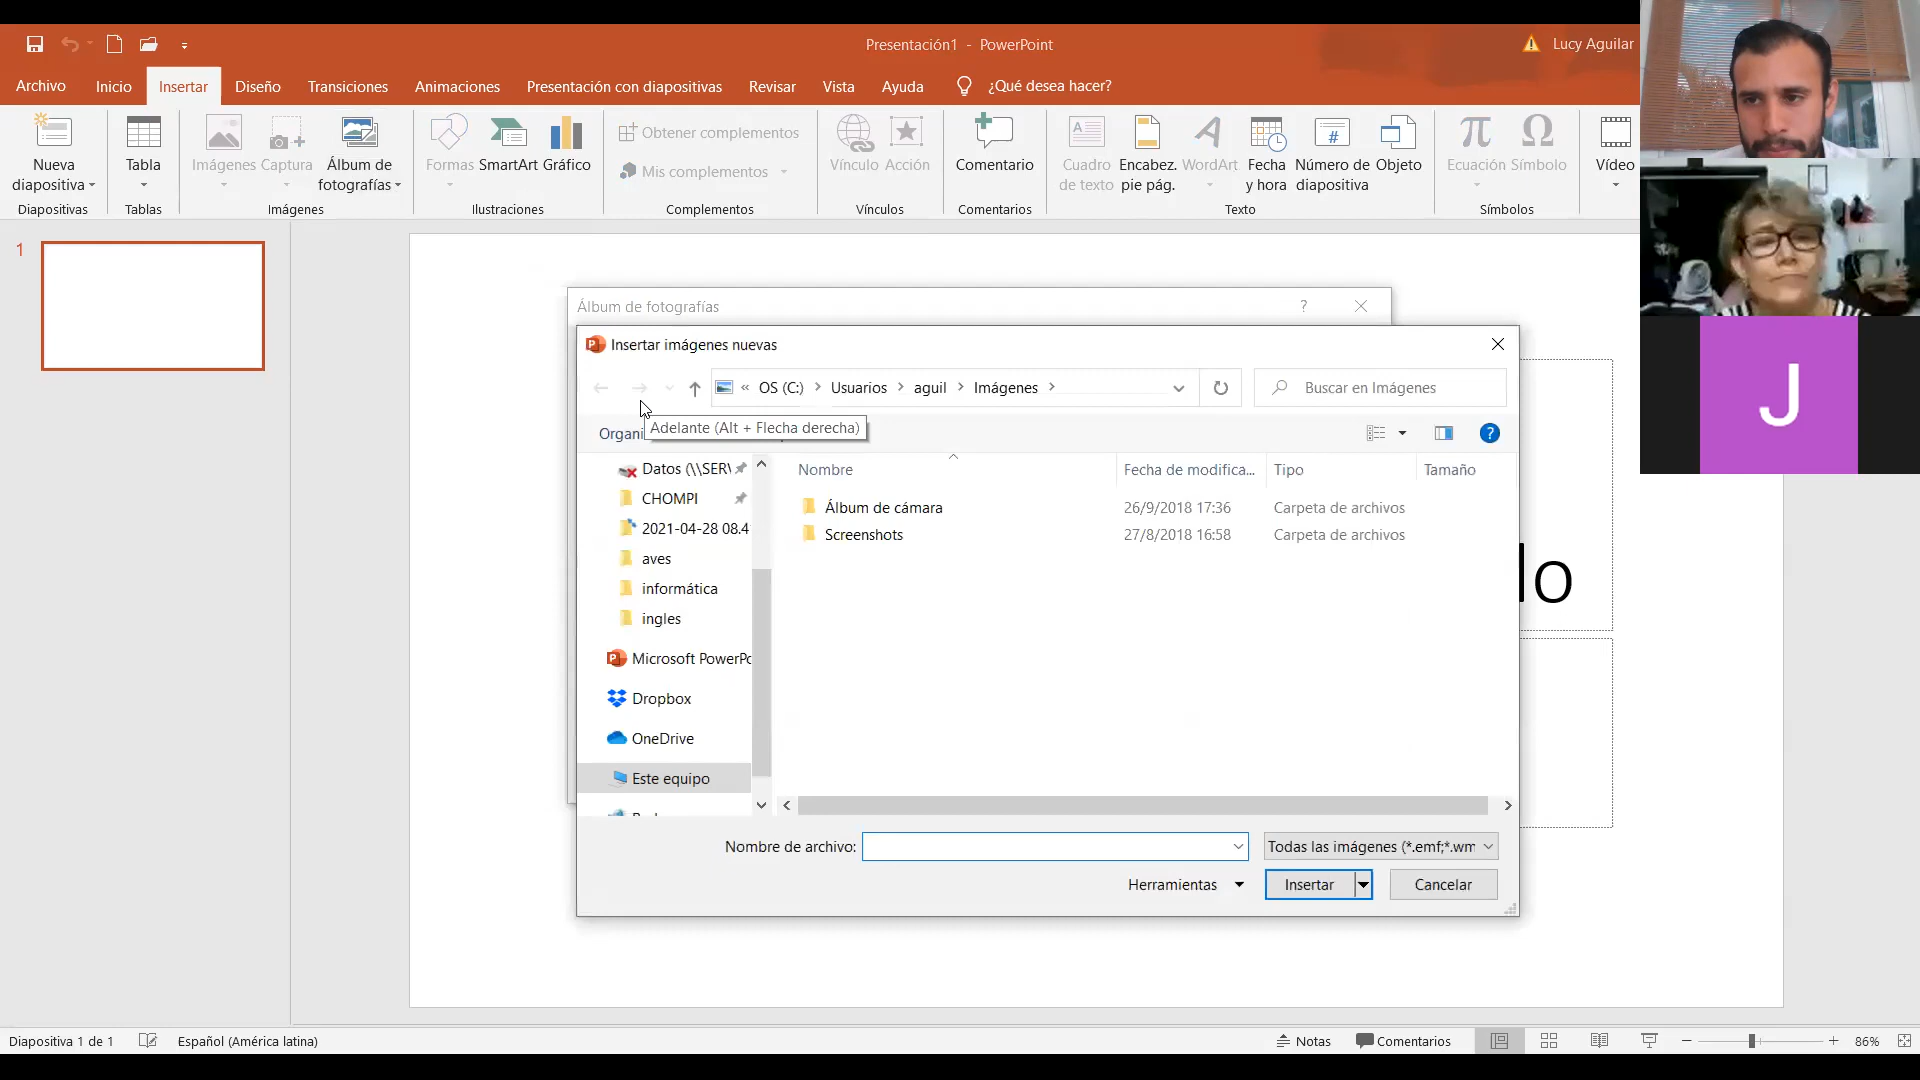 Presentación1 - PowerPoint
Lucy Aguilar
Archivo Inicio Insertar Diseño Transiciones Animaciones Presentación con diapositivas Revisar Vista Ayuda ¿Qué desea hacer?
Nueva diapositiva
Tabla
Imágenes
Captura
Álbum de fotografías
Formas
SmartArt
Gráfico
Obtener complementos
Mis complementos
Vínculo
Acción
Comentario
Cuadro de texto
Encabez. pie pág.
WordArt
Fecha y hora
Número de diapositiva
Objeto
Ecuación
Símbolo
Vídeo
Diapositivas Tablas Imágenes Ilustraciones Complementos Vínculos Comentarios Texto Símbolos
1
Álbum de fotografías ?
Insertar imágenes nuevas
« OS (C:) > Usuarios > aguil > Imágenes >
Buscar en Imágenes
Organi
Adelante (Alt + Flecha derecha)
?
Datos (\\SER\
CHOMPI
2021-04-28 08.4
aves
informática
ingles
Microsoft PowerPo
Dropbox
OneDrive
Este equipo
Nombre Fecha de modifica... Tipo Tamaño
Álbum de cámara 26/9/2018 17:36 Carpeta de archivos
Screenshots 27/8/2018 16:58 Carpeta de archivos
lo
Nombre de archivo:
Todas las imágenes (*.emf;*.wm
Herramientas
Insertar
Cancelar
J
Diapositiva 1 de 1 Español (América latina) Notas Comentarios 86%